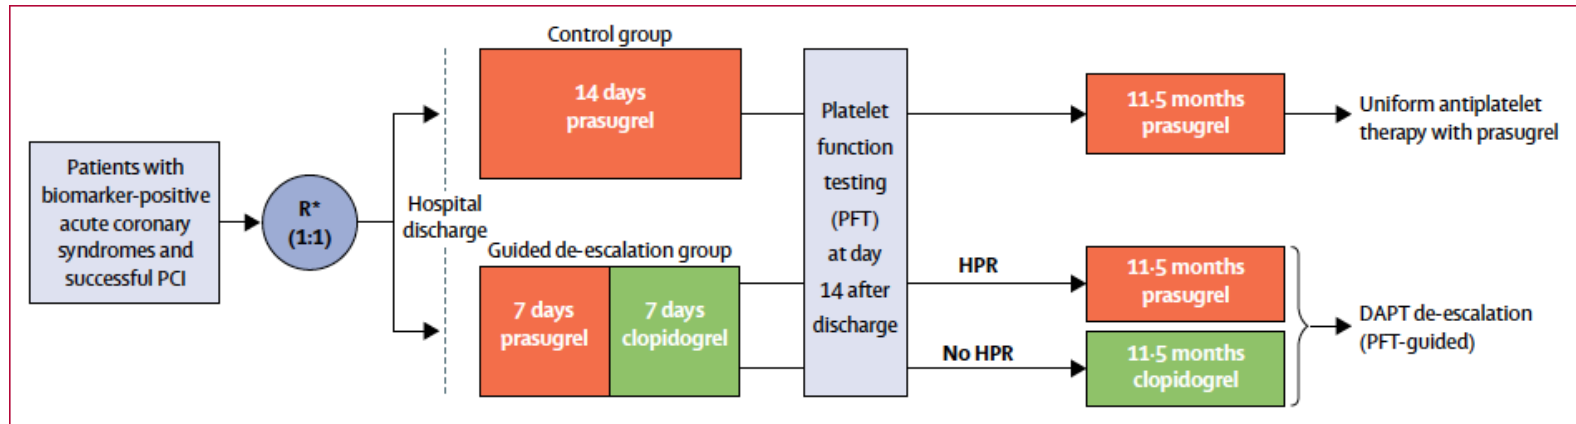 Patients with
biomarker-positive
acute coronary
syndromes and
successful PCI
R*
(1:1)
Hospital
discharge
Control group
14 days
prasugrel
Guided de-escalation group
7 days
prasugrel
7 days
clopidogrel
Platelet
function
testing
(PFT)
at day
14 after
discharge
HPR
No HPR
11·5 months
prasugrel
Uniform antiplatelet
therapy with prasugrel
11·5 months
prasugrel
11·5 months
clopidogrel
DAPT de-escalation
(PFT-guided)